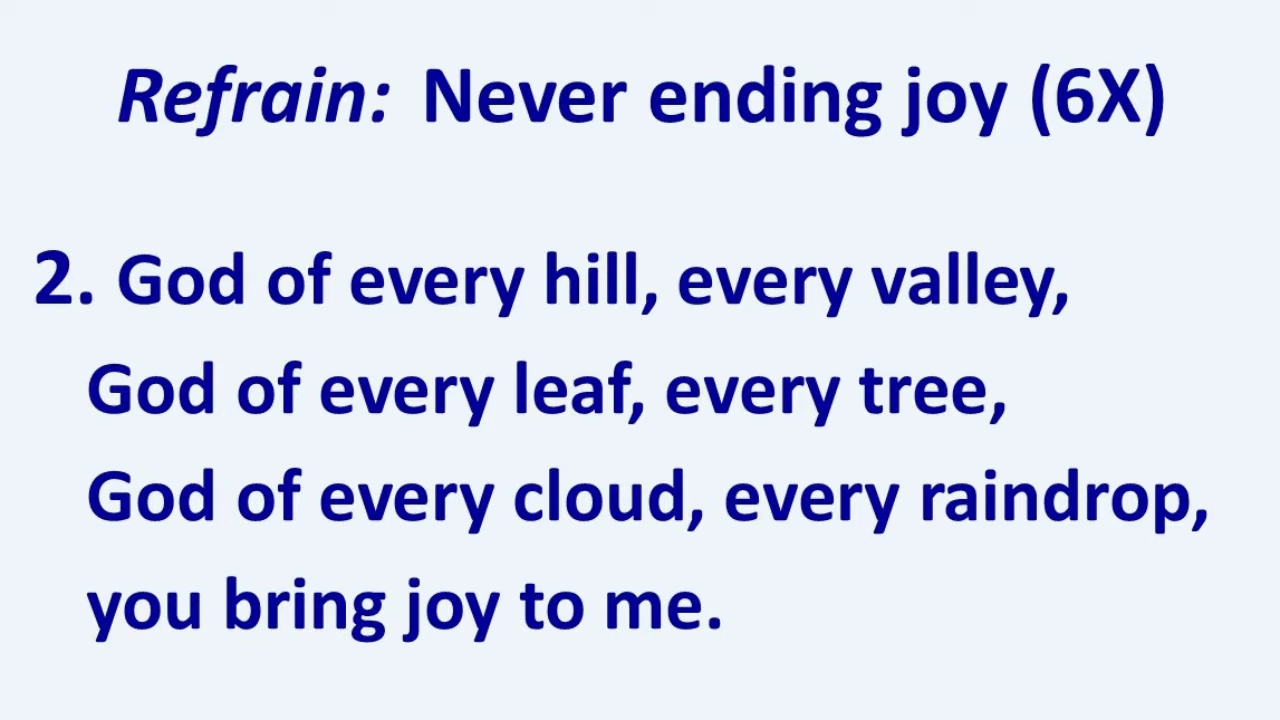 Refrain: Never ending joy (6X)
2. God of every hill, every valley,
God of every leaf, every tree,
God of every cloud, every raindrop,
you bring joy to me.